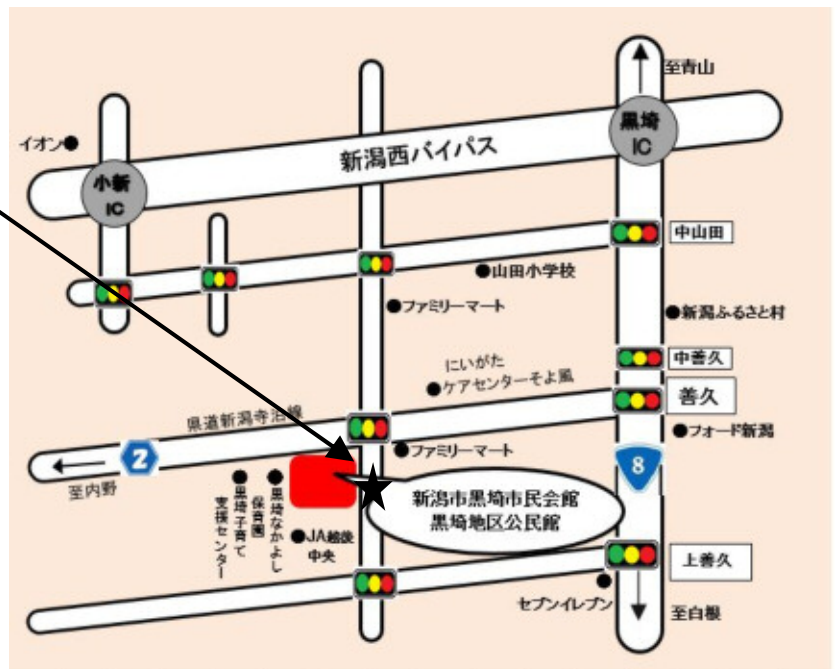 至青山
黒埼
IC
イオン●
新潟西バイパス
小新
IC
中山田
●山田小学校
●ファミリーマート
●新潟ふるさと村
中善久
にいがた
●ケアセンターそよ風
善久
県道新潟寺泊線
●フォード新潟
●ファミリーマート
2
至内野
8
新潟市黒埼市民会館
黒埼地区公民館
●黒埼なかよし
保育園
●黒埼子育て
支援センター
●JA越後
中央
上善久
セブンイレブン
至白根